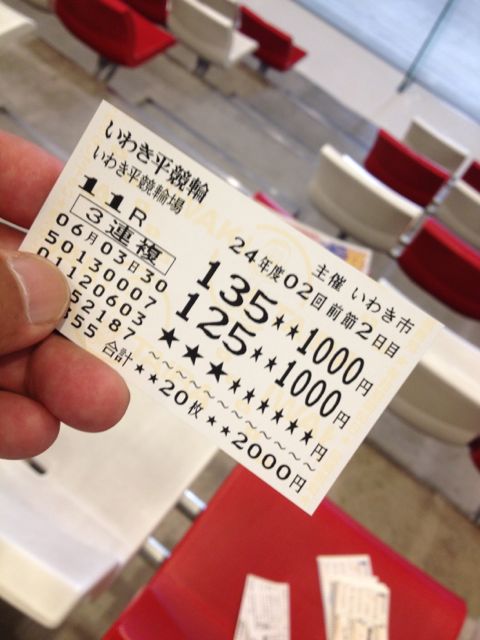 いわき平競輪
いわき平競輪場
11R
3連複
06月03日30
50130007
01120603
52187
355
主催 いわき市
24年度02回前節2日目
135★★1000円
125★★1000円
★★★★★★★★★円
～～～～～～～～～
合計★★20枚★★2000円